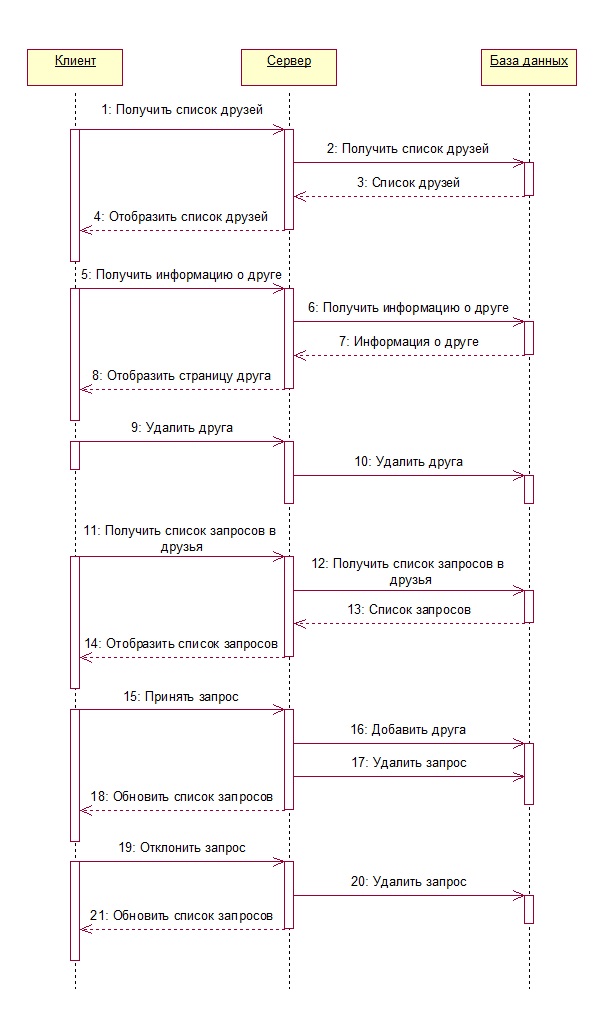 Клиент
Сервер
База данных
1: Получить список друзей
2: Получить список друзей
3: Список друзей
4: Отобразить список друзей
5: Получить информацию о друге
6: Получить информацию о друге
7: Информация о друге
8: Отобразить страницу друга
9: Удалить друга
10: Удалить друга
11: Получить список запросов в
друзья
12: Получить список запросов в
друзья
13: Список запросов
14: Отобразить список запросов
15: Принять запрос
16: Добавить друга
17: Удалить запрос
18: Обновить список запросов
19: Отклонить запрос
20: Удалить запрос
21: Обновить список запросов